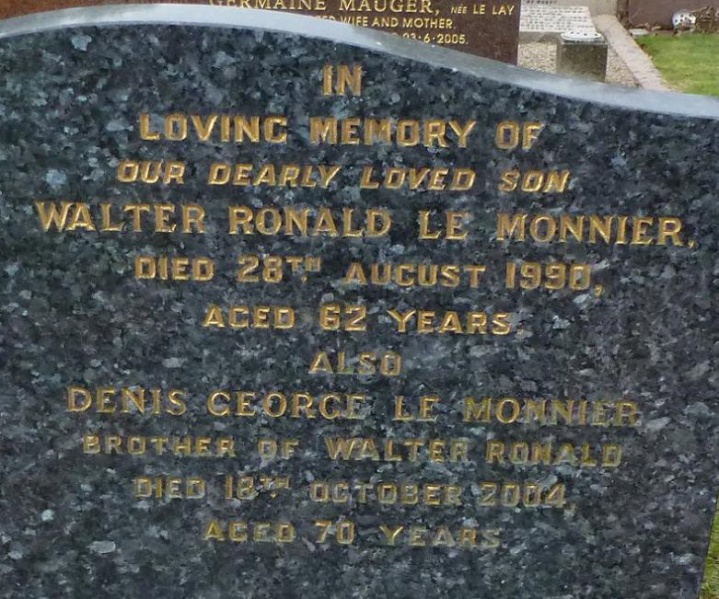 GERMAINE MAUGER, NÉE LE LAY
WIFE AND MOTHER.
23·6·2005.
IN
LOVING MEMORY OF
OUR DEARLY LOVED SON
WALTER RONALD LE MONNIER,
DIED 28TH AUGUST 1990,
AGED 62 YEARS.
ALSO
DENIS GEORGE LE MONNIER
BROTHER OF WALTER RONALD
DIED 18TH OCTOBER 2004,
AGED 70 YEARS